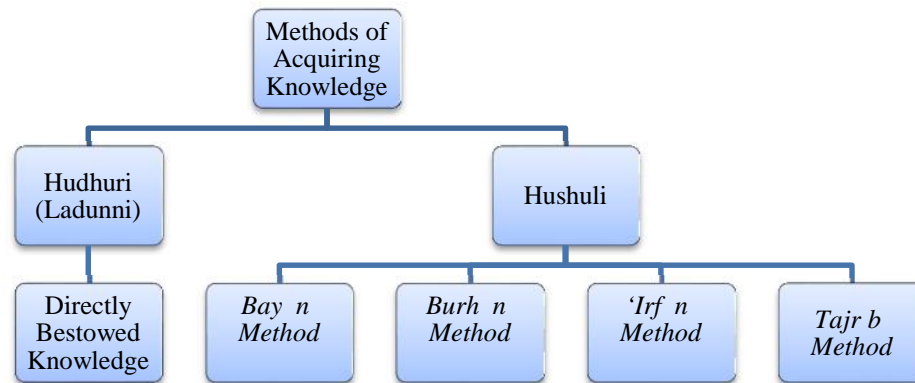 Methods of
Acquiring
Knowledge
Hudhuri
(Ladunni)
Hushuli
Directly
Bestowed
Knowledge
Bay n
Method
Burh n
Method
‘Irf n
Method
Tajr b
Method